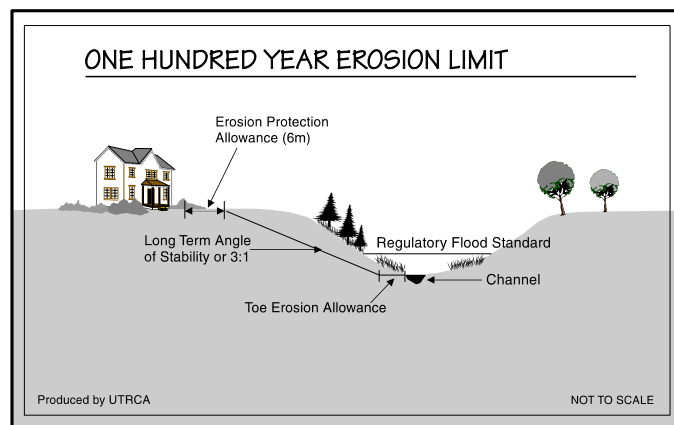 ONE HUNDRED YEAR EROSION LIMIT
Erosion Protection
Allowance (6m)
Long Term Angle
of Stability or 3:1
Regulatory Flood Standard
Channel
Toe Erosion Allowance
Produced by UTRCA
NOT TO SCALE